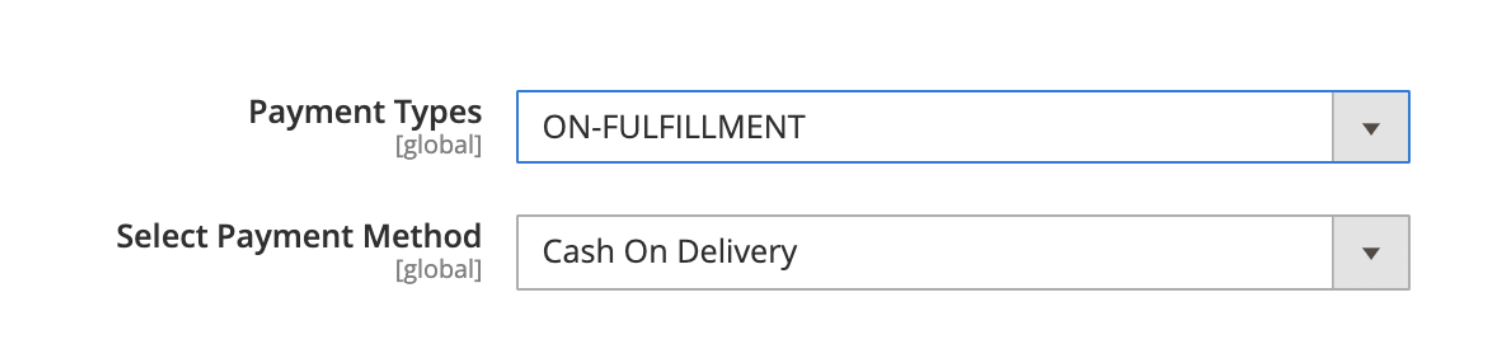 Payment Types
[global]
ON-FULFILLMENT
Select Payment Method
[global]
Cash On Delivery